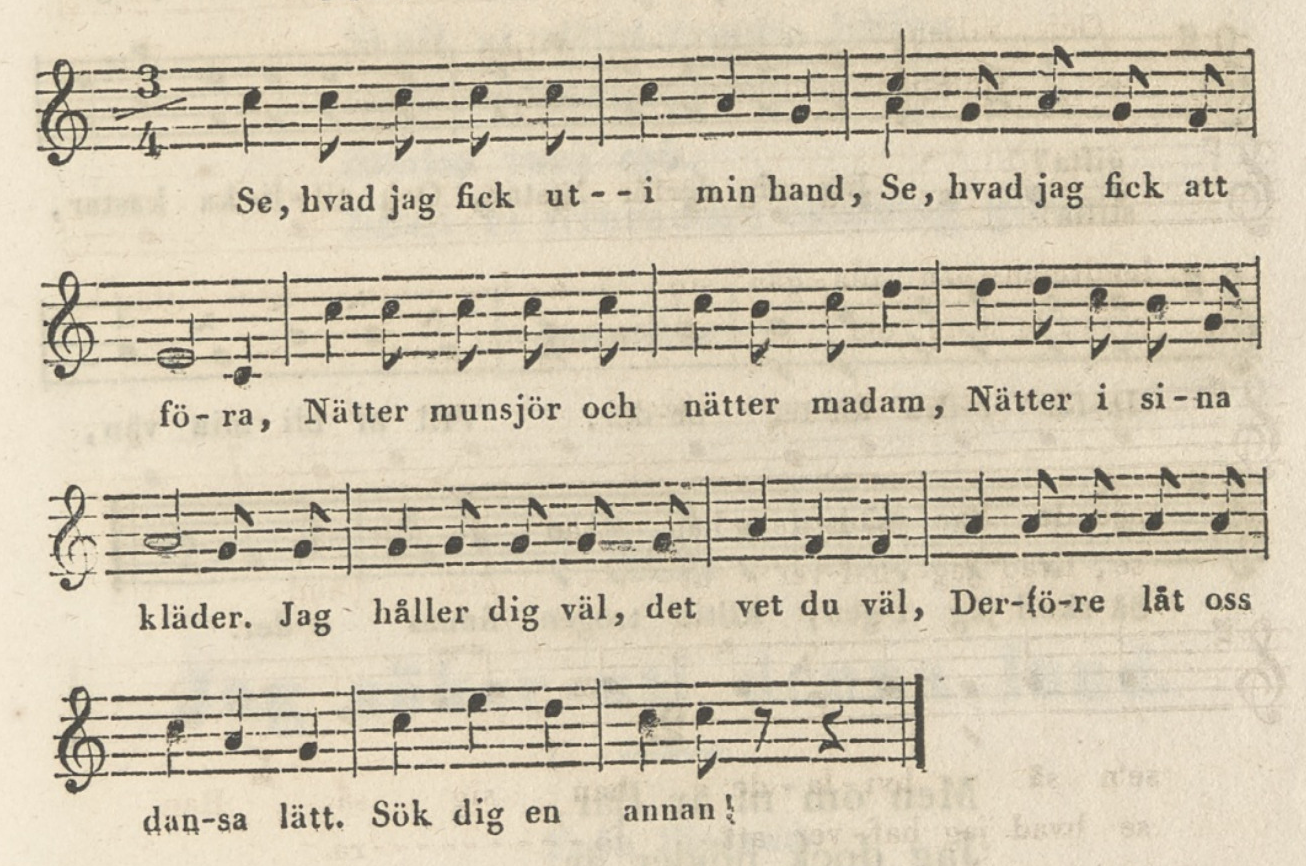 3
4
Se, hvad jag fick ut - - i min hand, Se, hvad jag fick att
fö-ra, Nätter munsjör och nätter madam, Nätter i si-na
kläder. Jag håller dig väl, det vet du väl, Der-fö-re låt oss
dan-sa lätt. Sök dig en annan!